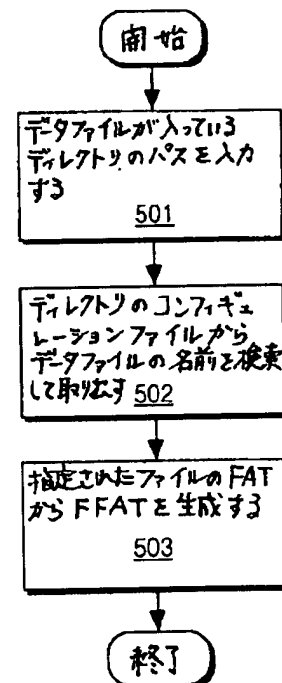 開始
データファイルが入っている
ディレクトリのパスを入力
する
501
ディレクトリのコンフィギュ
レーションファイルから
データファイルの名前を検索
して取り出す 502
指定されたファイルのFAT
からFFATを生成する
503
終了